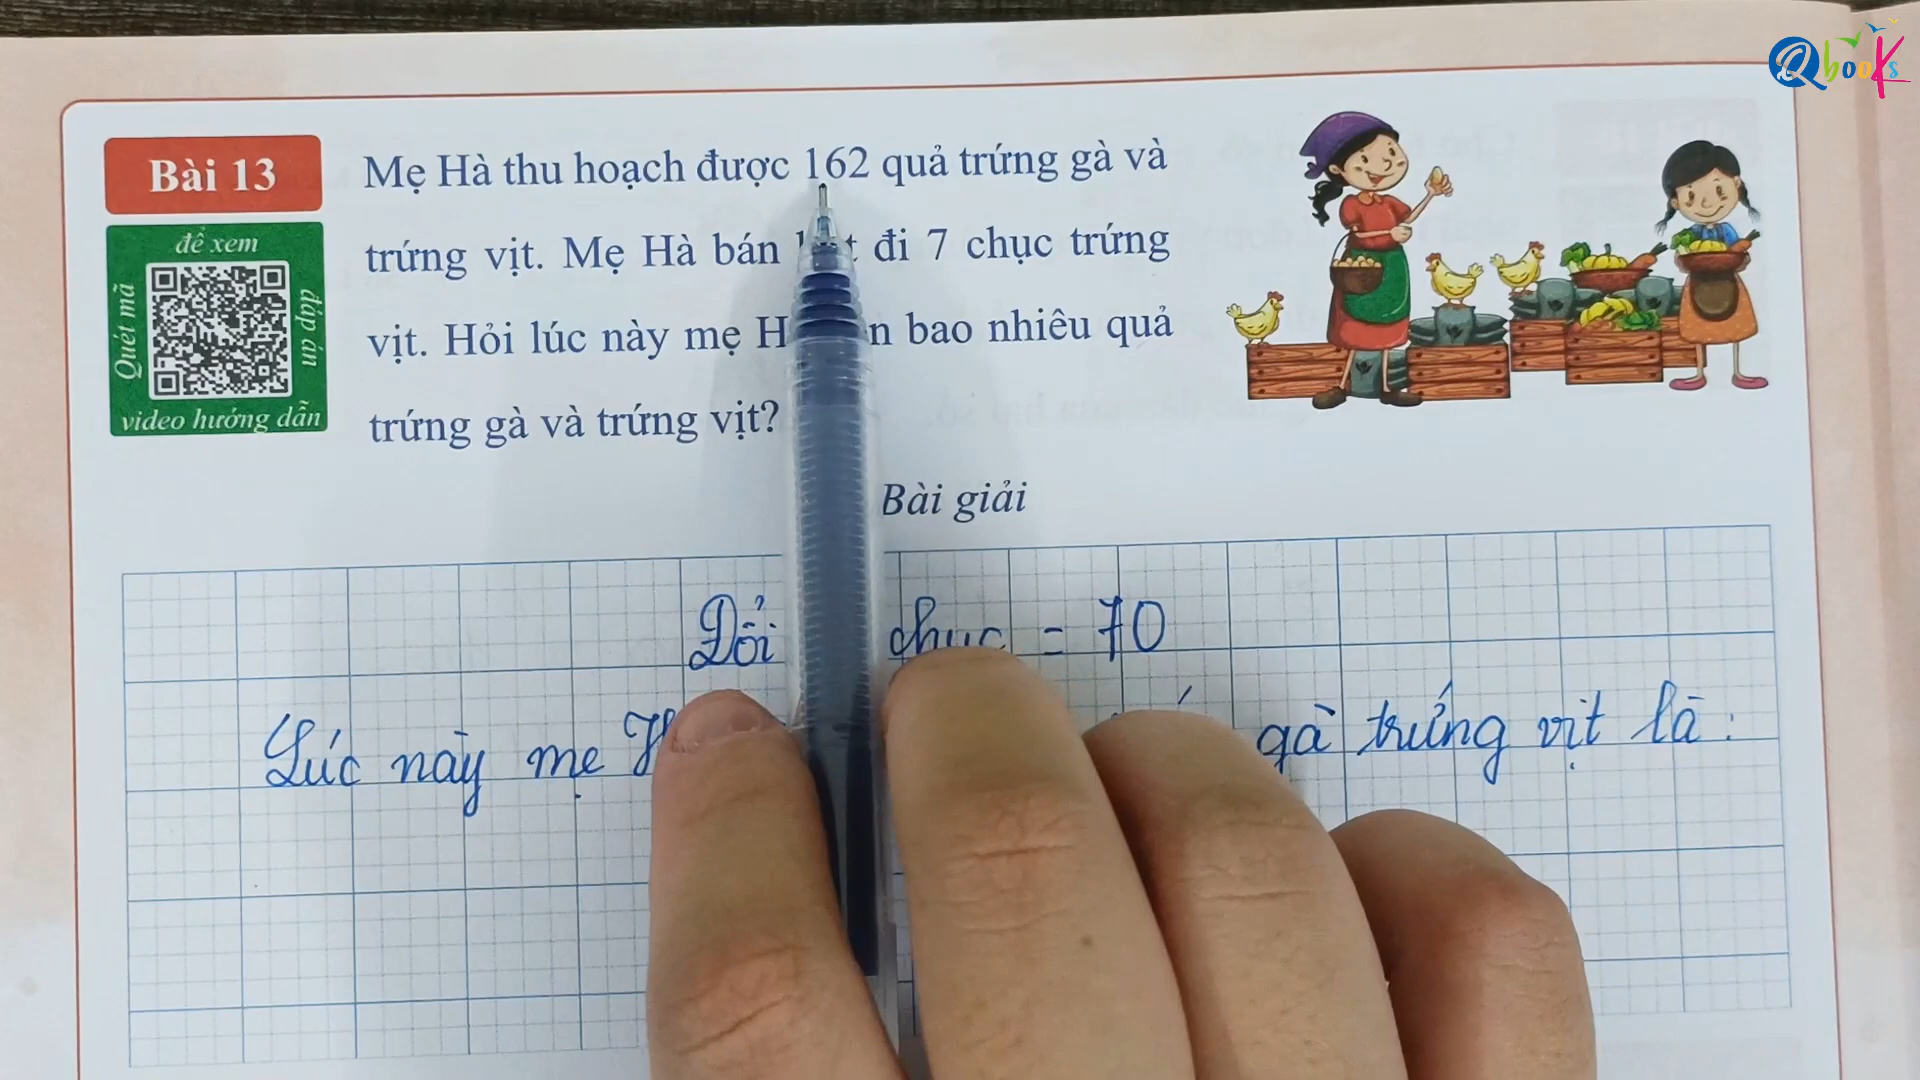 Qbooks
Bài 13
Mẹ Hà thu hoạch được 162 quả trứng gà và
trứng vịt. Mẹ Hà bán đi 7 chục trứng
vịt. Hỏi lúc này mẹ bao nhiêu quả
trứng gà và trứng vịt?
để xem
Quét mã
đáp án
video hướng dẫn
Bài giải
Đổi chục = 70
Lúc này mẹ gà trứng vịt là: